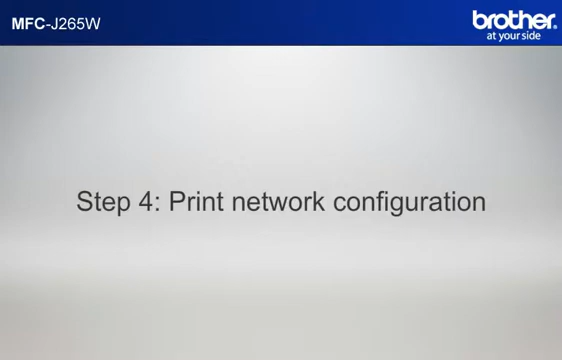 MFC-J265W
brother
at your side
Step 4: Print network configuration